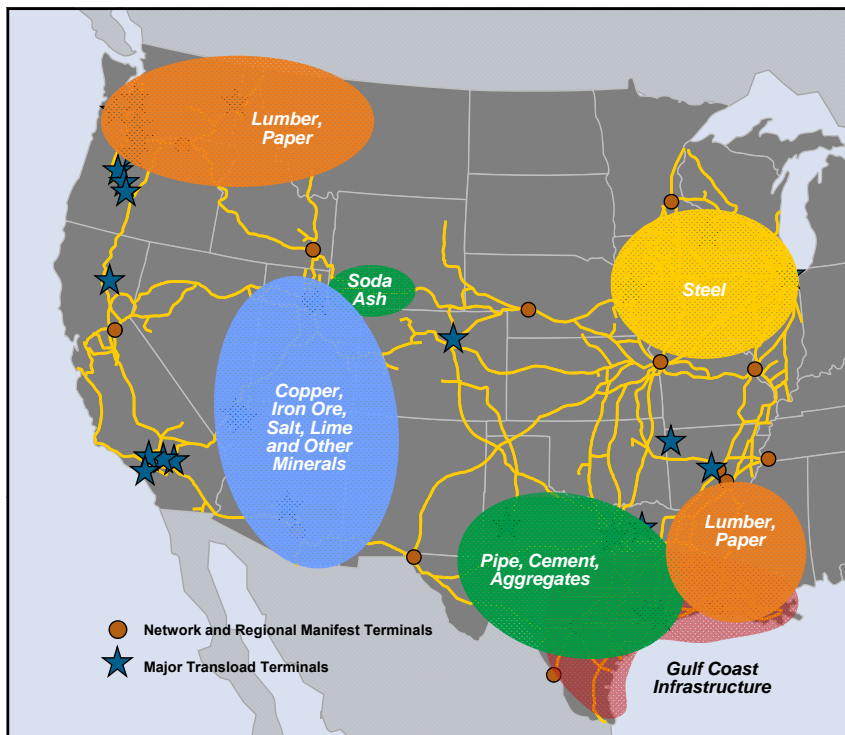 Lumber,
Paper
Soda
Ash
Steel
Copper,
Iron Ore,
Salt, Lime
and Other
Minerals
Lumber,
Paper
Pipe, Cement,
Aggregates
Network and Regional Manifest Terminals
Major Transload Terminals
Gulf Coast
Infrastructure